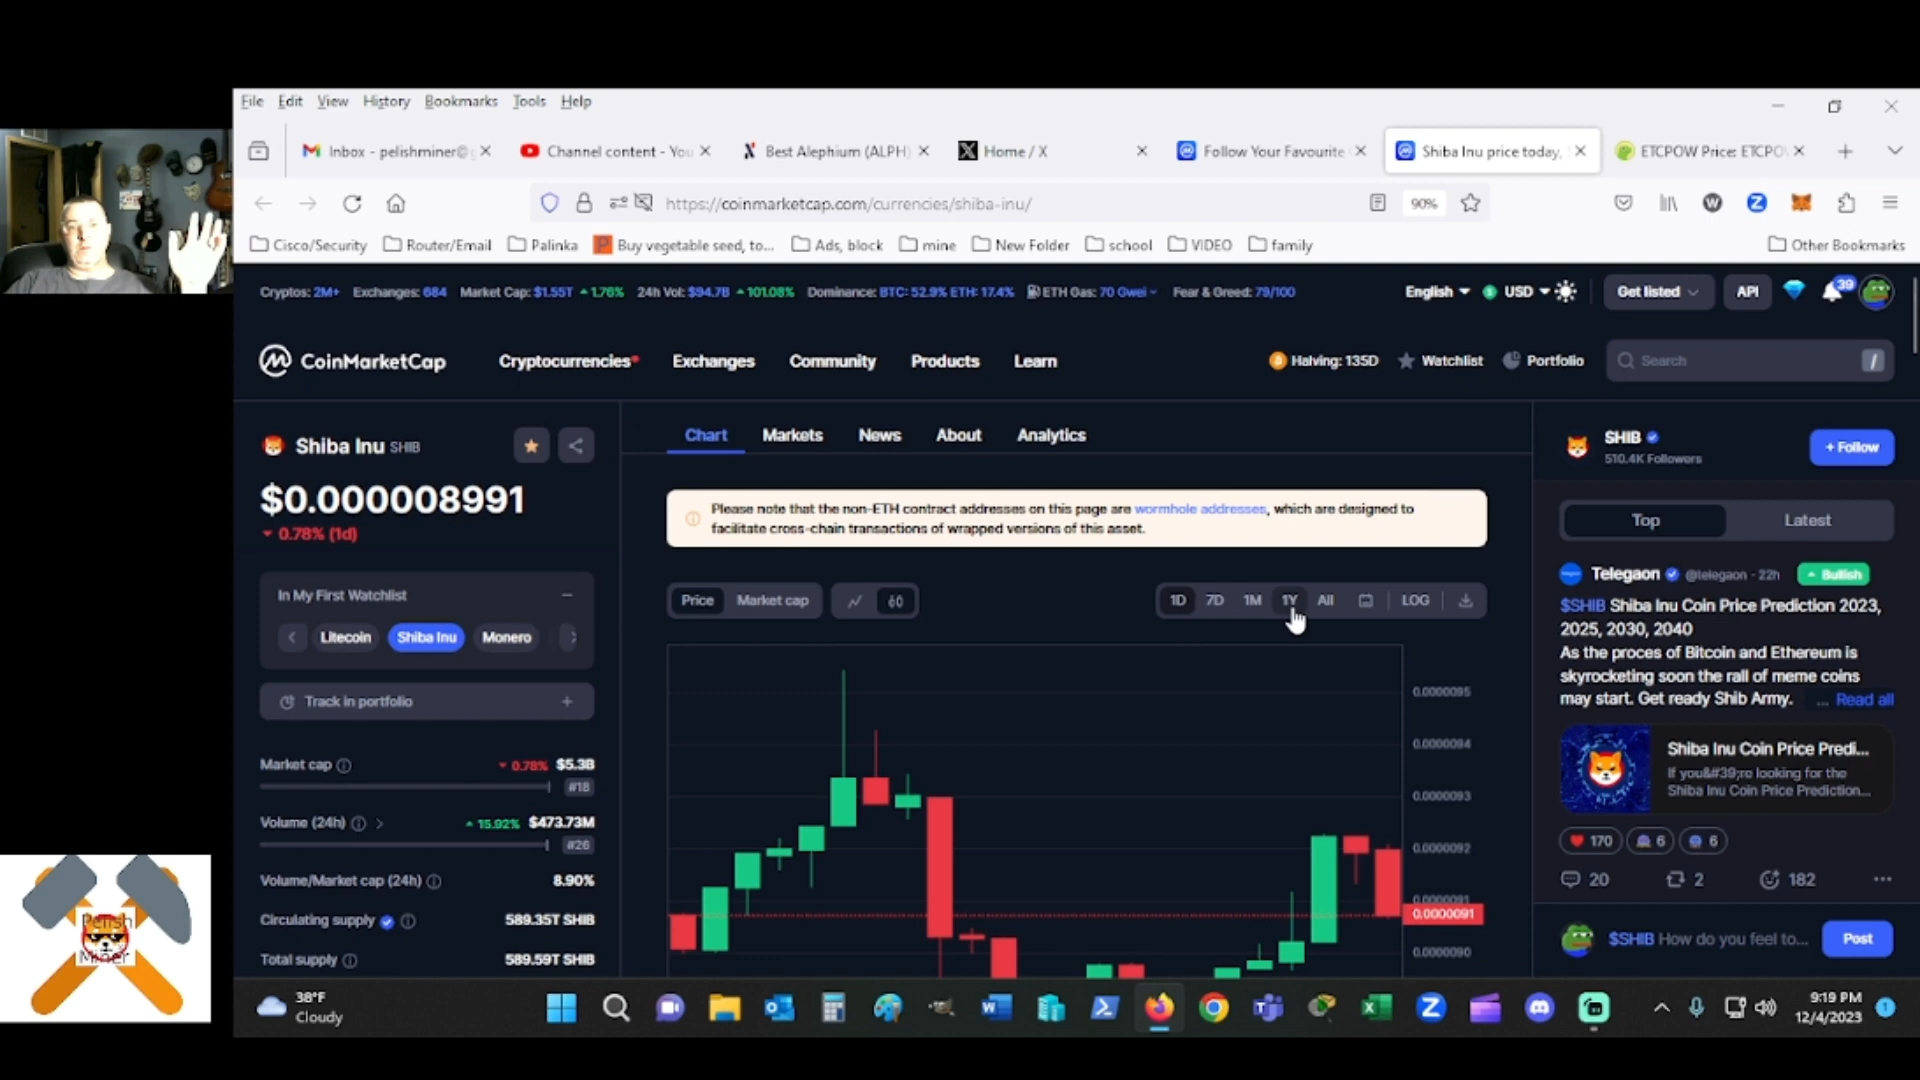 File Edit View History Bookmarks Tools Help
Inbox - pelishminer@g
Channel content - You
Best Alephium (ALPH)
Home / X
Follow Your Favourite
Shiba Inu price today,
ETCPOW Price: ETCPO
https://coinmarketcap.com/currencies/shiba-inu/
90%
Cisco/Security Router/Email Palinka Buy vegetable seed, to... Ads, block mine New Folder school VIDEO family Other Bookmarks
Cryptos: 2M+ Exchanges: 684 Market Cap: $1.55T 1.76% 24h Vol: $94.7B 101.08% Dominance: BTC: 52.9% ETH: 17.4% ETH Gas: 70 Gwei Fear & Greed: 79/100
English USD Get listed API 39
CoinMarketCap Cryptocurrencies Exchanges Community Products Learn Halving: 135D Watchlist Portfolio Search /
Shiba Inu SHIB
$0.000008991
0.78% (1d)
In My First Watchlist
Litecoin Shiba Inu Monero
Track in portfolio +
Market cap 0.78% $5.3B
#18
Volume (24h) 15.92% $473.73M
#26
Volume/Market cap (24h) 8.90%
Circulating supply 589.35T SHIB
Total supply 589.59T SHIB
Chart Markets News About Analytics
Please note that the non-ETH contract addresses on this page are wormhole addresses, which are designed to
facilitate cross-chain transactions of wrapped versions of this asset.
Price Market cap 1D 7D 1M 1Y All LOG
0.0000095
0.0000094
0.0000093
0.0000092
0.0000091
0.0000091
0.0000090
SHIB
510.4K Followers
+ Follow
Top Latest
Telegaon @telegaon · 22h Bullish
$SHIB Shiba Inu Coin Price Prediction 2023,
2025, 2030, 2040
As the proces of Bitcoin and Ethereum is
skyrocketing soon the rall of meme coins
may start. Get ready Shib Army. ... Read all
Shiba Inu Coin Price Predi...
If you&#39;re looking for the
Shiba Inu Coin Price Prediction...
170 6 6
20 2 182 ...
$SHIB How do you feel to... Post
Pelish
Miner
38°F
Cloudy
9:19 PM
12/4/2023
1